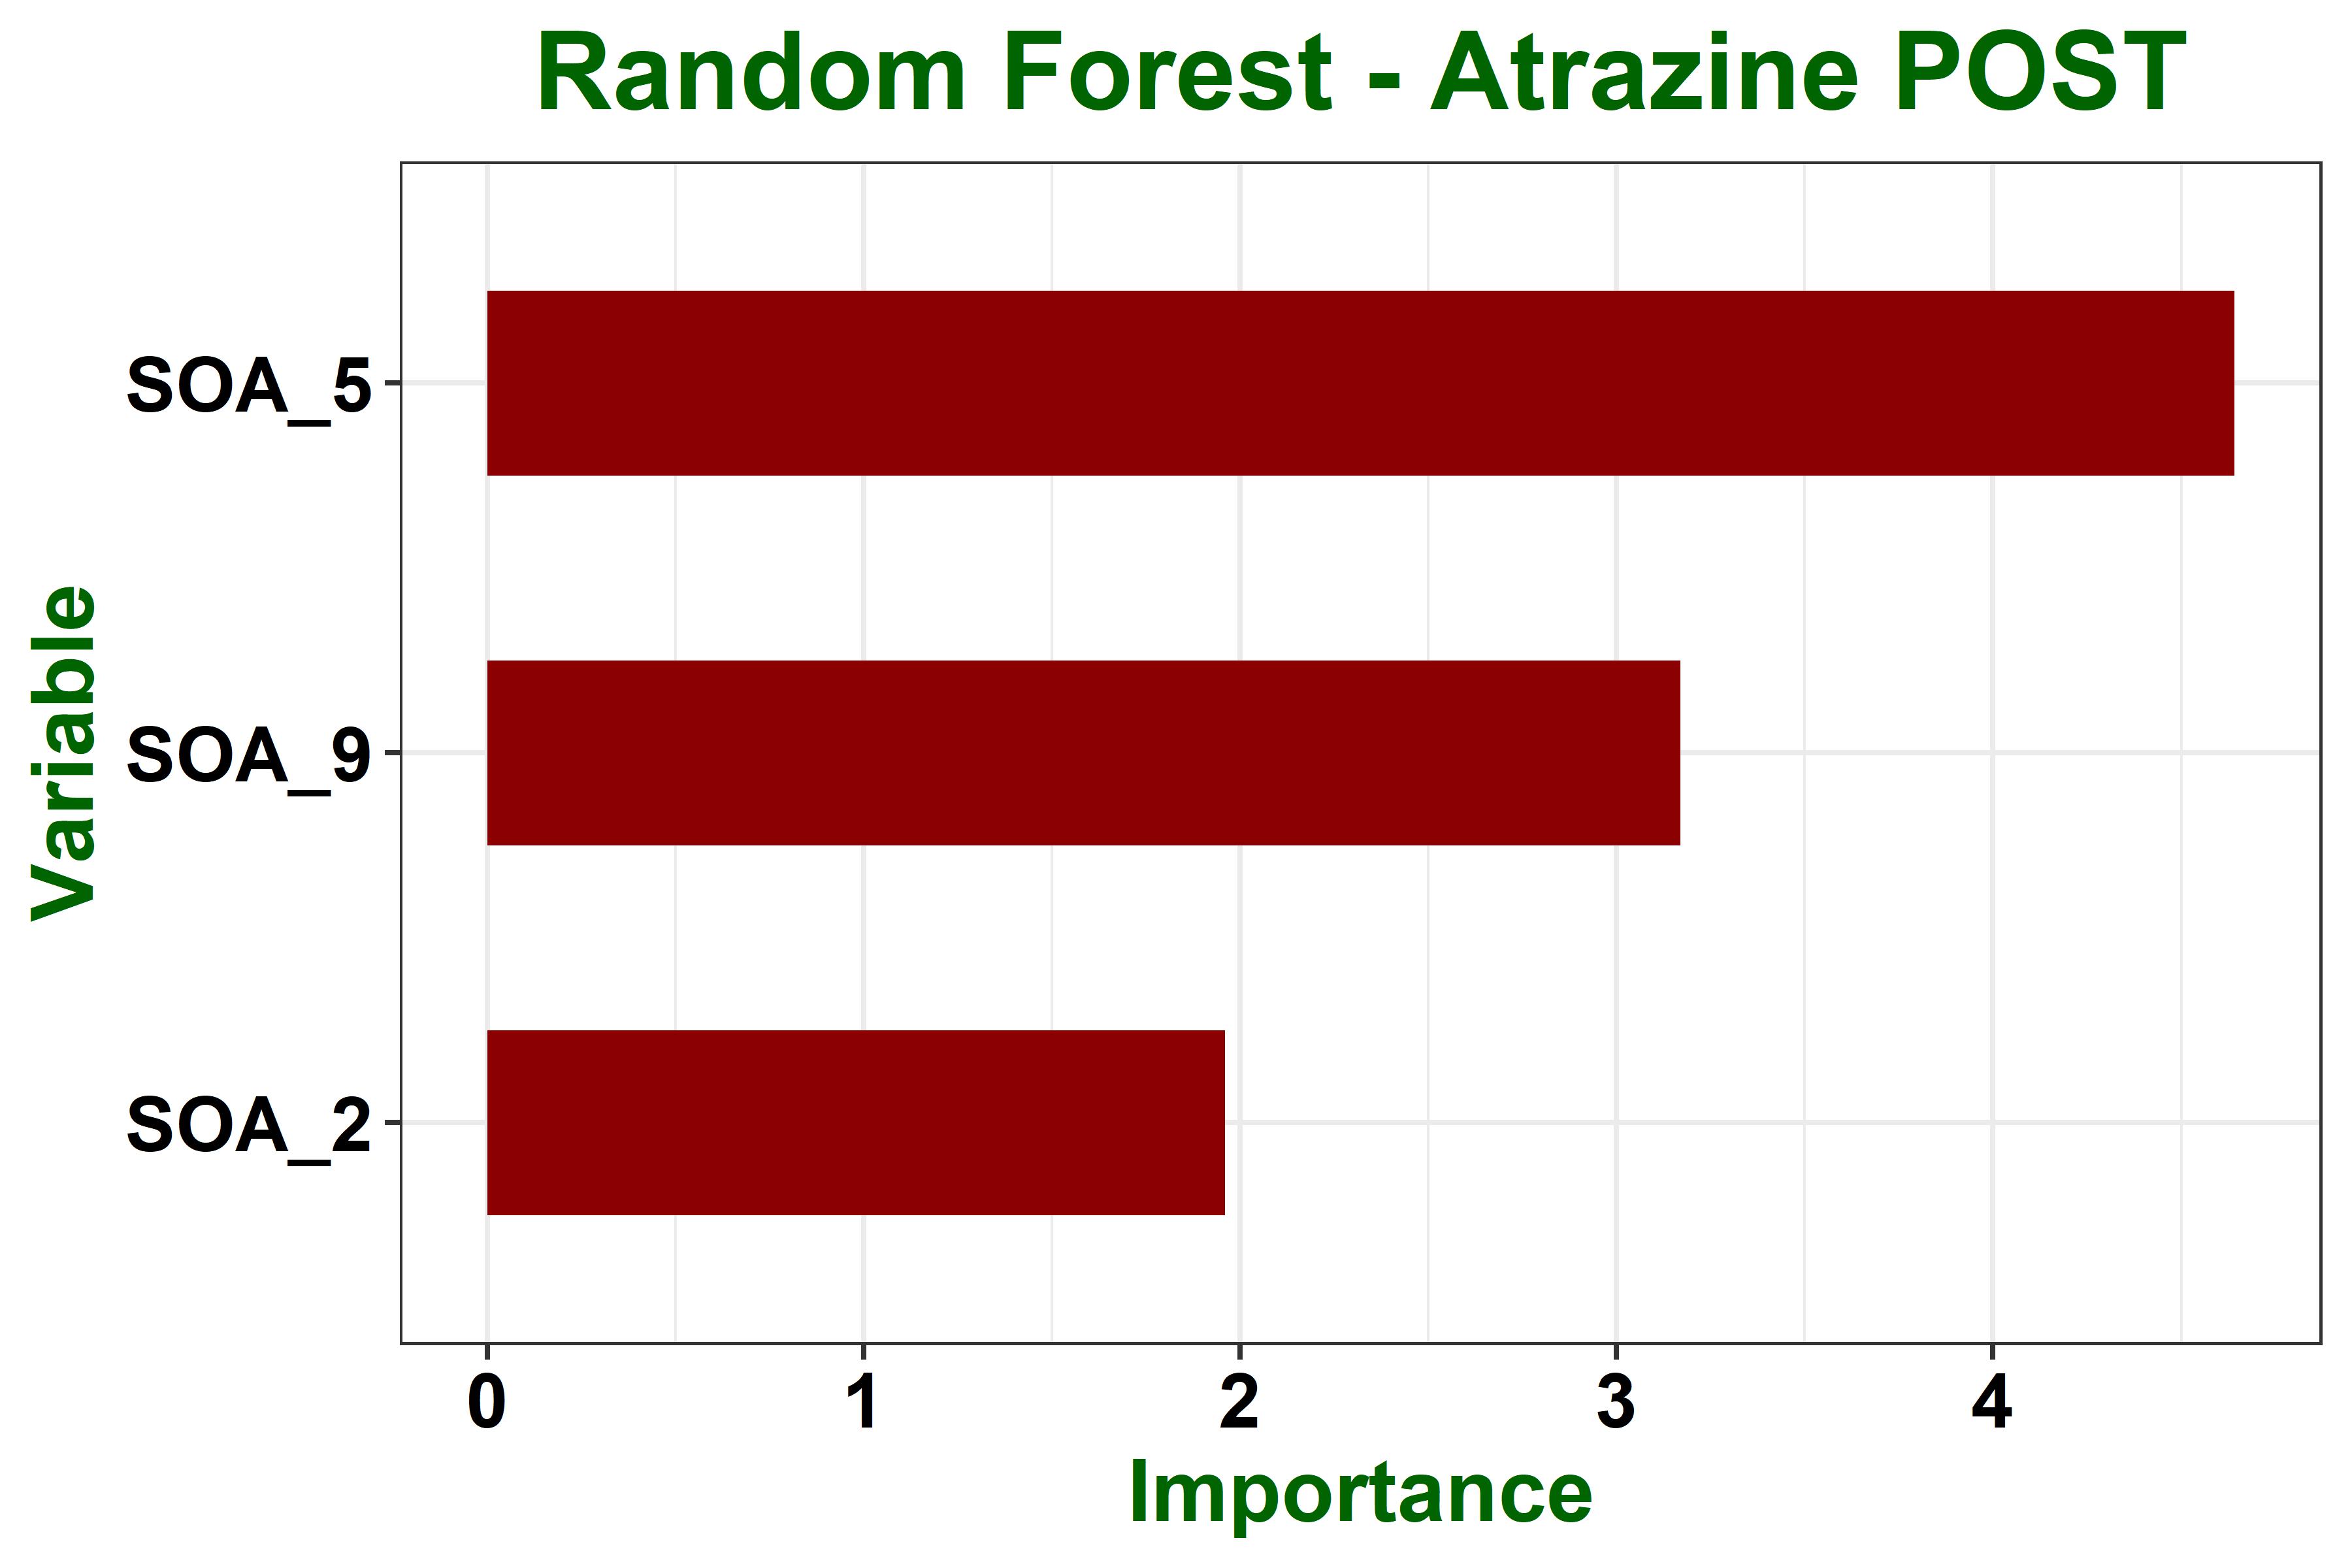 Random Forest - Atrazine POST
Variable
SOA_5
SOA_9
SOA_2
0 1 2 3 4
Importance